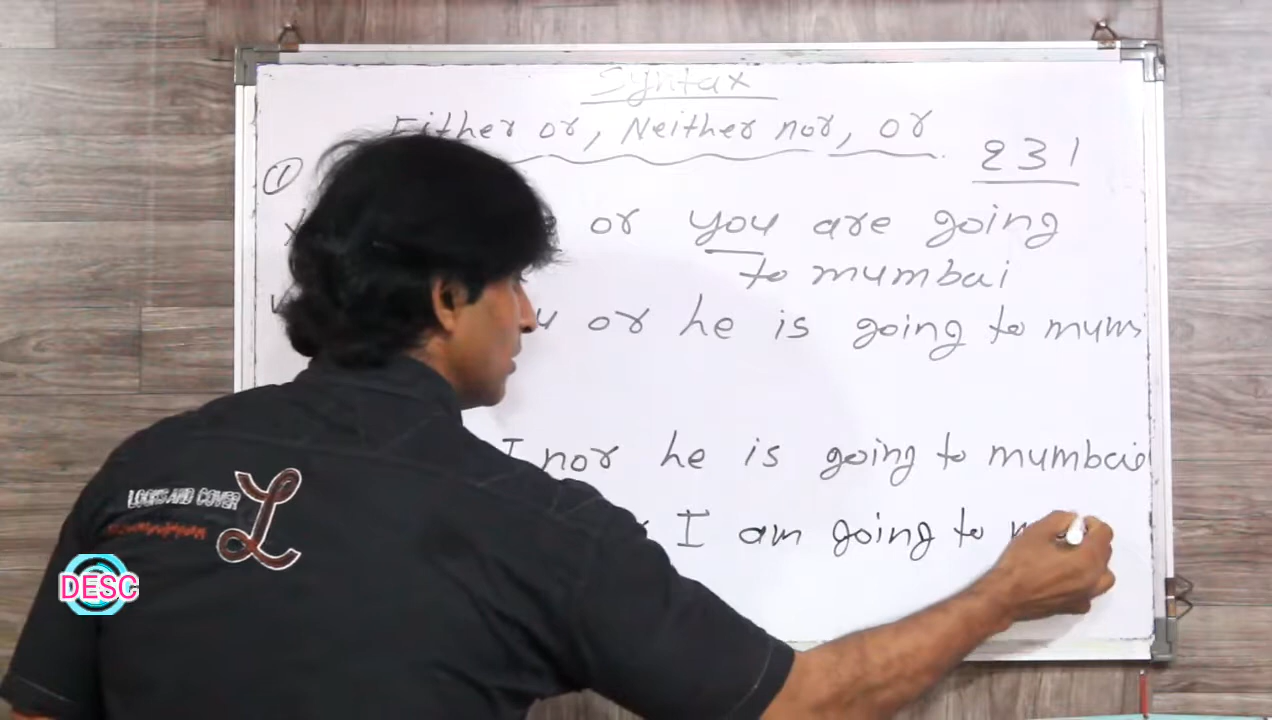 Syntax
Either or, Neither nor, or
231
①
or you are going
to mumbai
or he is going to mum
I nor he is going to mumbai
I am going to
LOOKS AND COVER
L
DESC